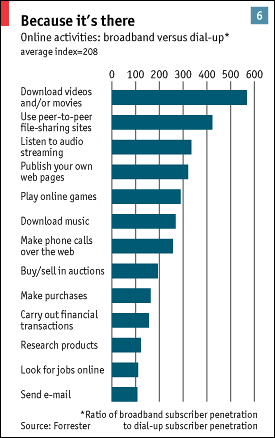 Because it's there
6
Online activities: broadband versus dial-up*
average index=208
0 100 200 300 400 500 600
Download videos
and/or movies
Use peer-to-peer
file-sharing sites
Listen to audio
streaming
Publish your own
web pages
Play online games
Download music
Make phone calls
over the web
Buy/sell in auctions
Make purchases
Carry out financial
transactions
Research products
Look for jobs online
Send e-mail
*Ratio of broadband subscriber penetration
Source: Forrester to dial-up subscriber penetration